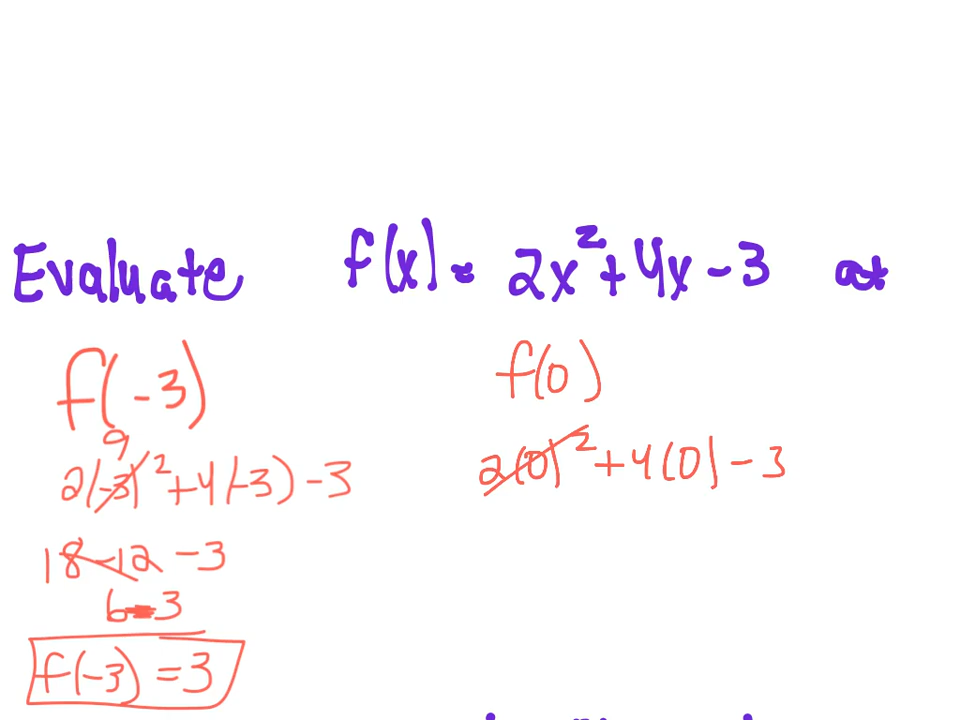 Evaluate f(x) = 2x² + 4x - 3 at
f(-3)
9
2(-3)² + 4(-3) - 3
18 - 12 - 3
6 - 3
f(-3) = 3
f(0)
2(0)² + 4(0) - 3